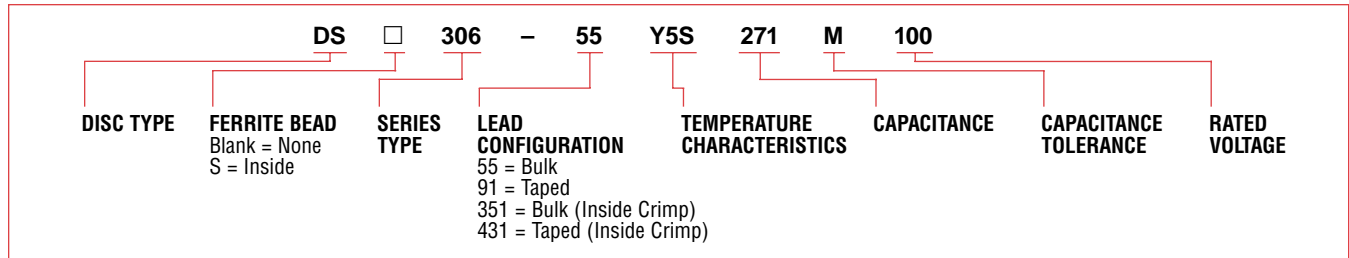 DS □ 306 – 55 Y5S 271 M 100
DISC TYPE
FERRITE BEAD
Blank = None
S = Inside
SERIES
TYPE
LEAD
CONFIGURATION
55 = Bulk
91 = Taped
351 = Bulk (Inside Crimp)
431 = Taped (Inside Crimp)
TEMPERATURE
CHARACTERISTICS
CAPACITANCE
CAPACITANCE
TOLERANCE
RATED
VOLTAGE